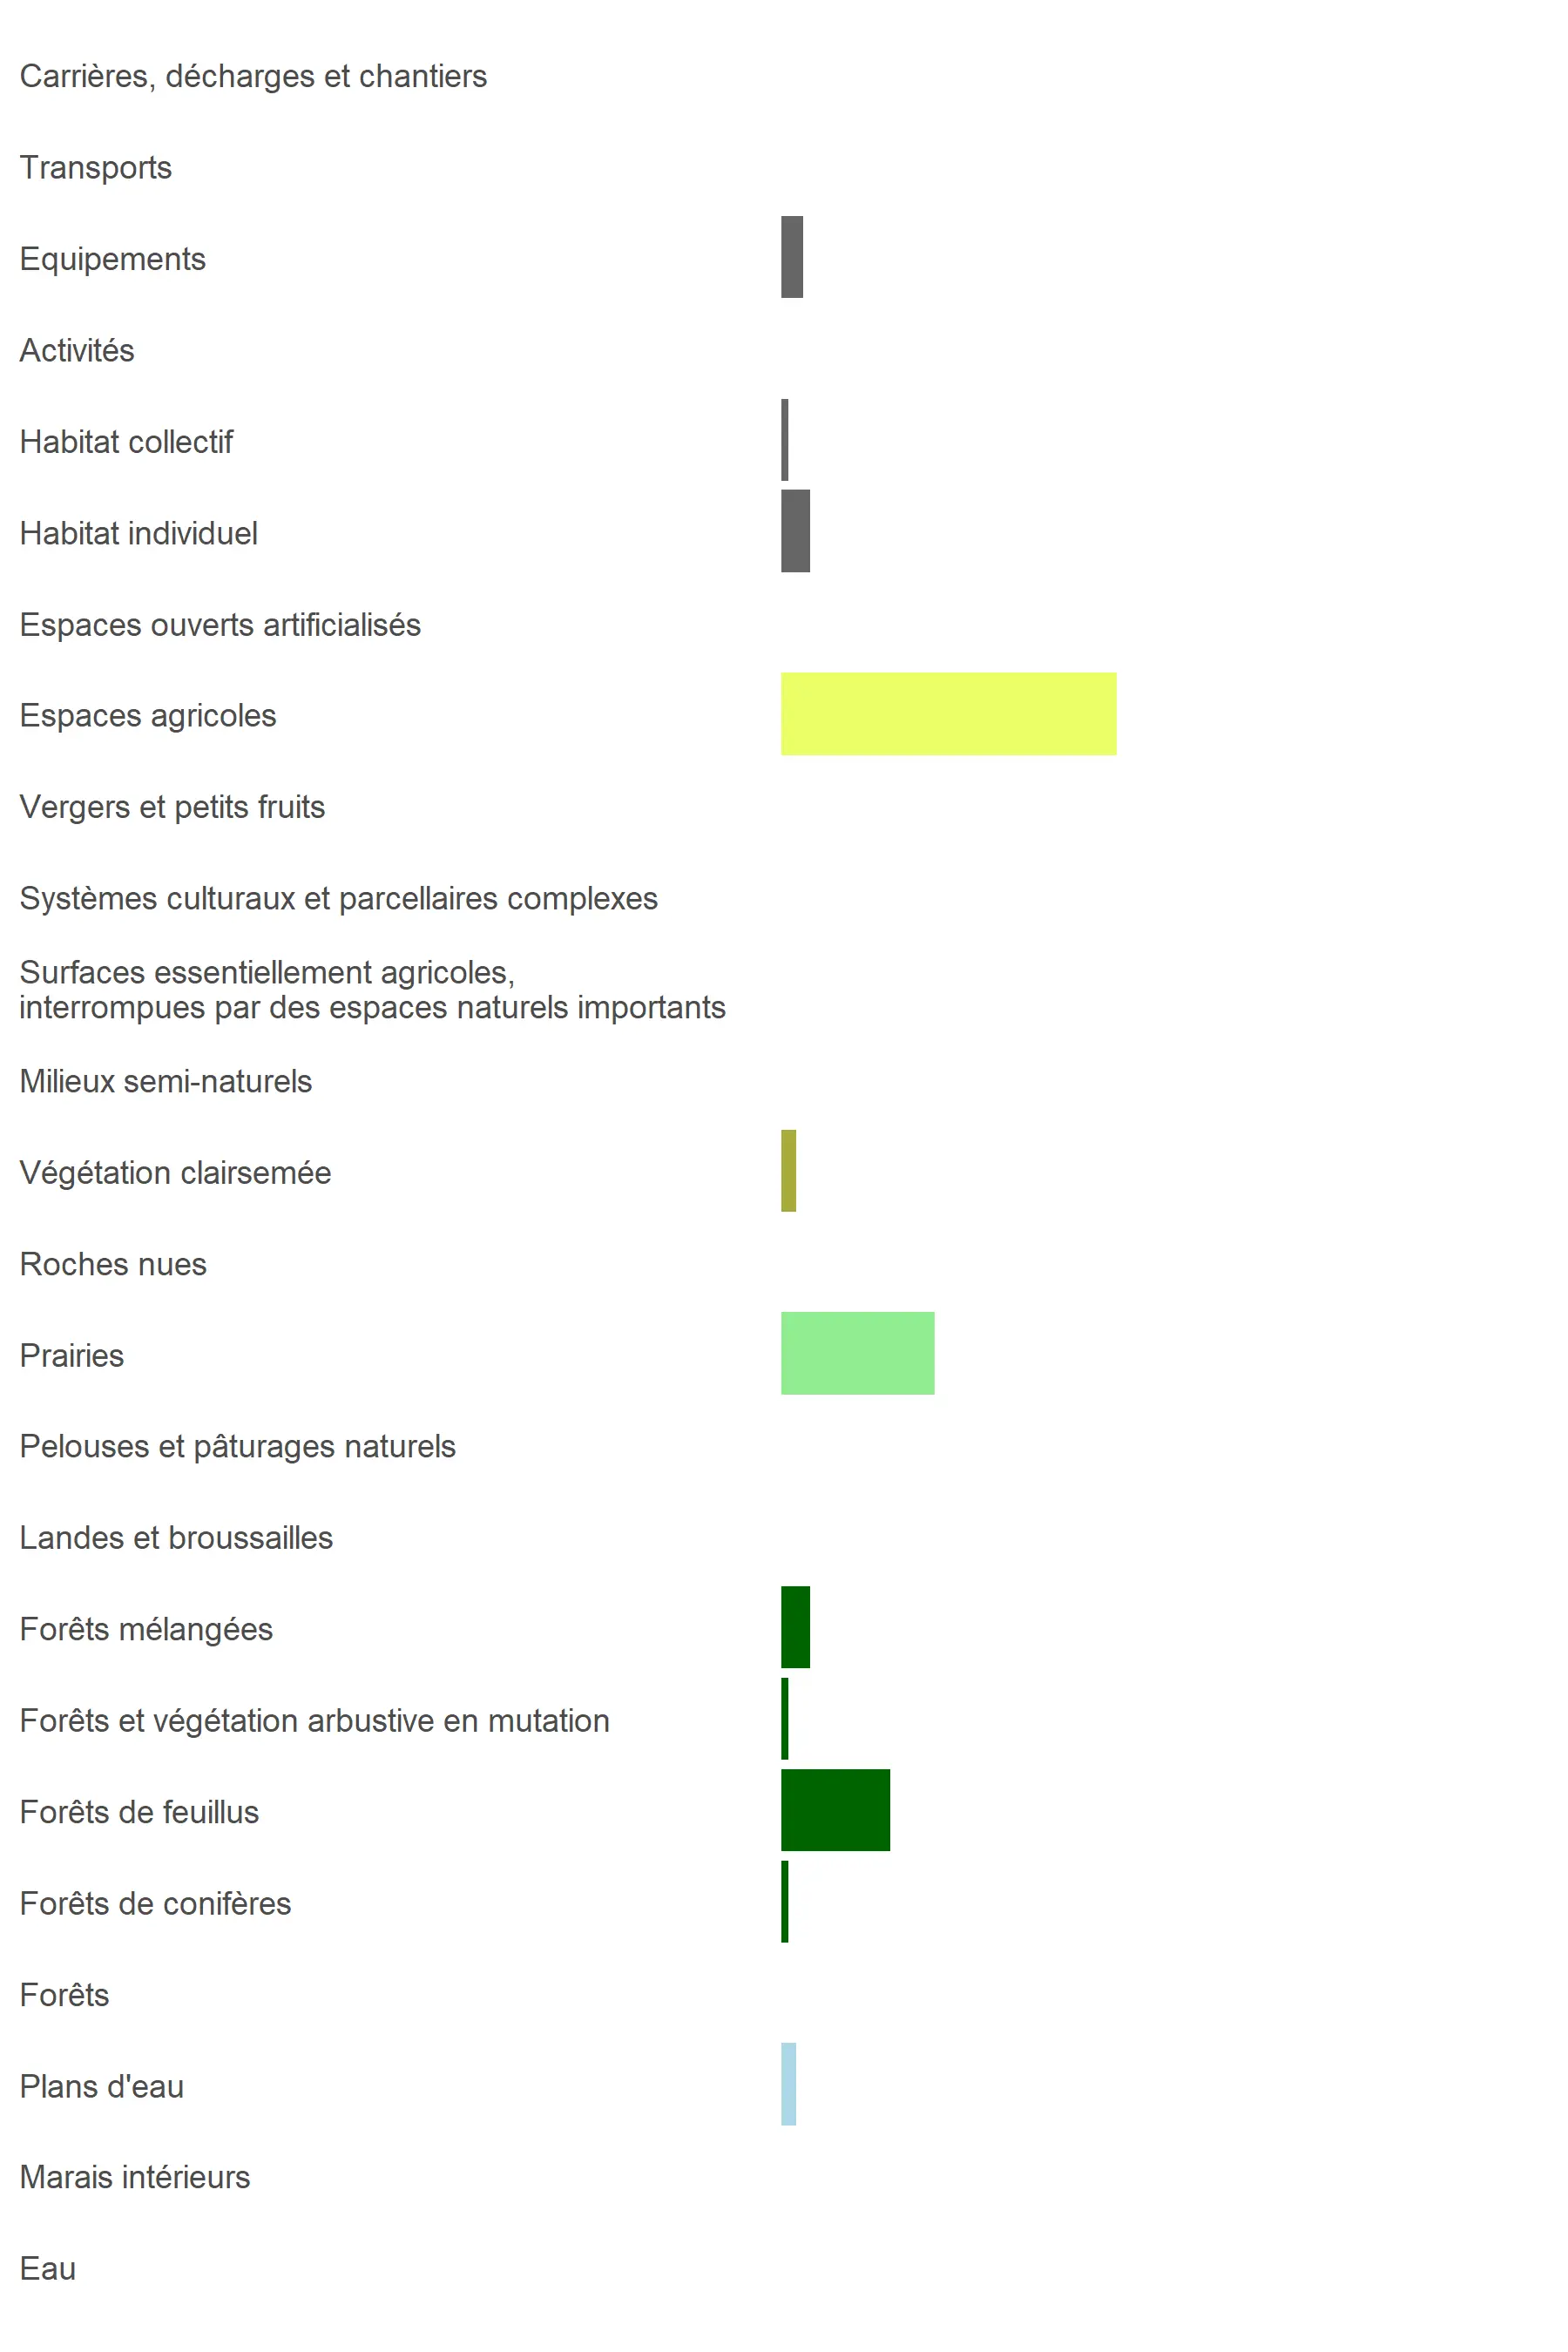 Carrières, décharges et chantiers
Transports
Equipements
Activités
Habitat collectif
Habitat individuel
Espaces ouverts artificialisés
Espaces agricoles
Vergers et petits fruits
Systèmes culturaux et parcellaires complexes
Surfaces essentiellement agricoles,
interrompues par des espaces naturels importants
Milieux semi-naturels
Végétation clairsemée
Roches nues
Prairies
Pelouses et pâturages naturels
Landes et broussailles
Forêts mélangées
Forêts et végétation arbustive en mutation
Forêts de feuillus
Forêts de conifères
Forêts
Plans d'eau
Marais intérieurs
Eau